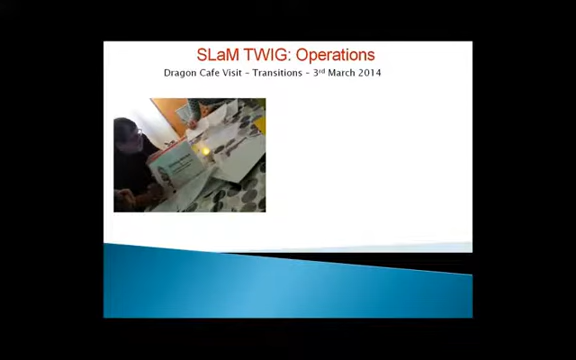 SLaM TWIG: Operations
Dragon Cafe Visit – Transitions – 3rd March 2014